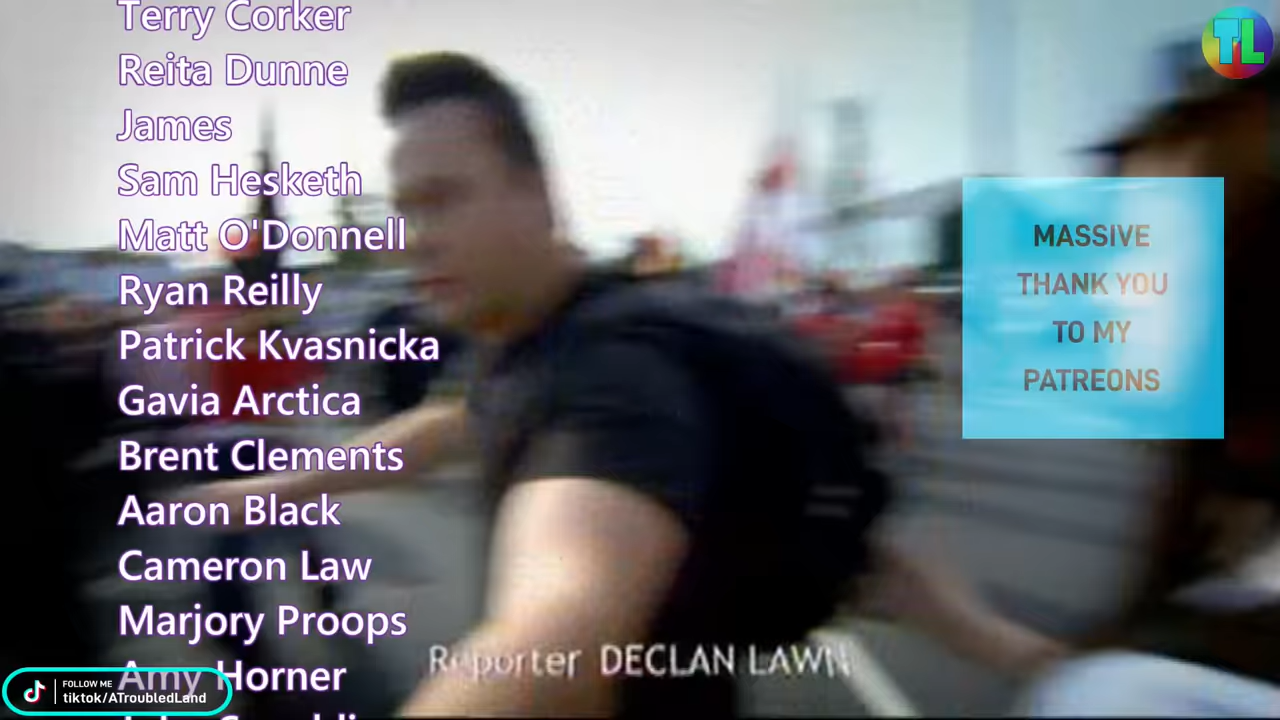 Terry Corker
Reita Dunne
James
Sam Hesketh
Matt O'Donnell
Ryan Reilly
Patrick Kvasnicka
Gavia Arctica
Brent Clements
Aaron Black
Cameron Law
Marjory Proops
Amy Horner
TL
MASSIVE
THANK YOU
TO MY
PATREONS
Reporter DECLAN LAWN
FOLLOW ME
tiktok/ATroubledLand